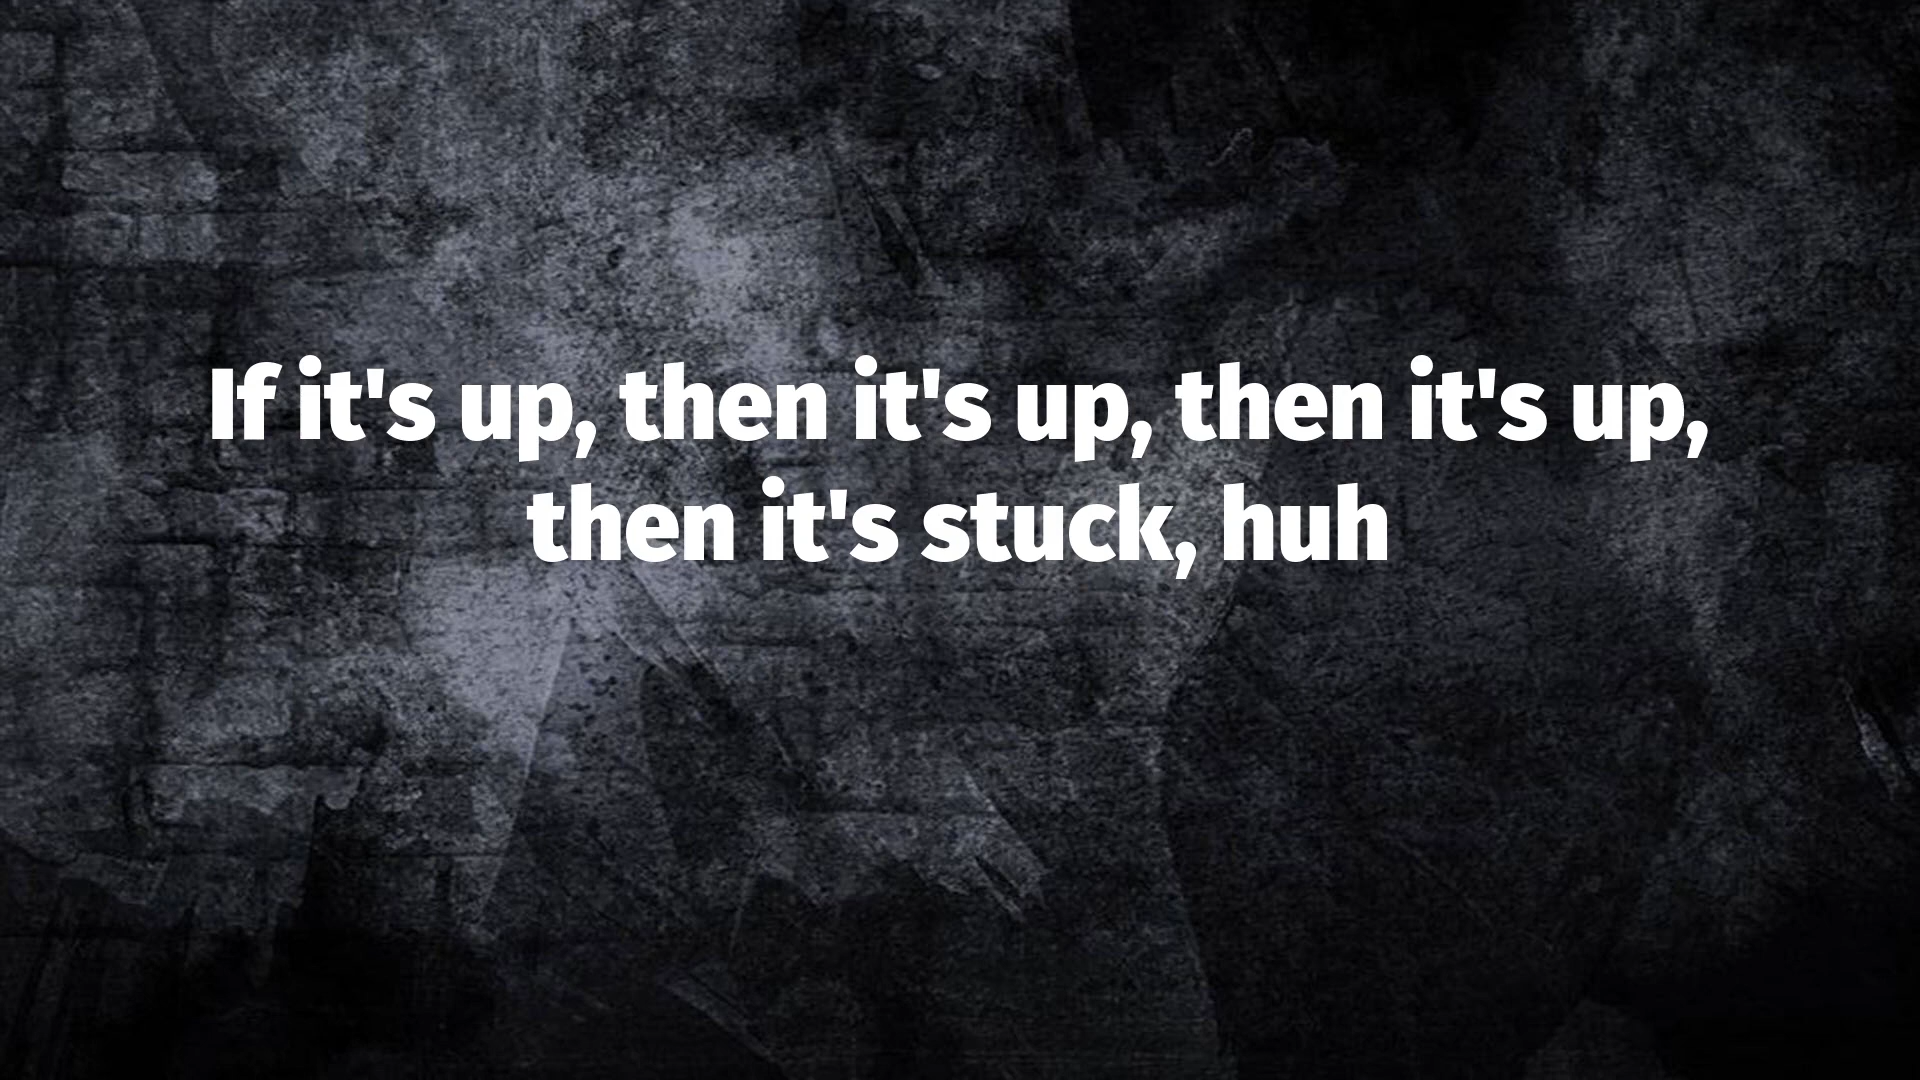 If it's up, then it's up, then it's up,
then it's stuck, huh